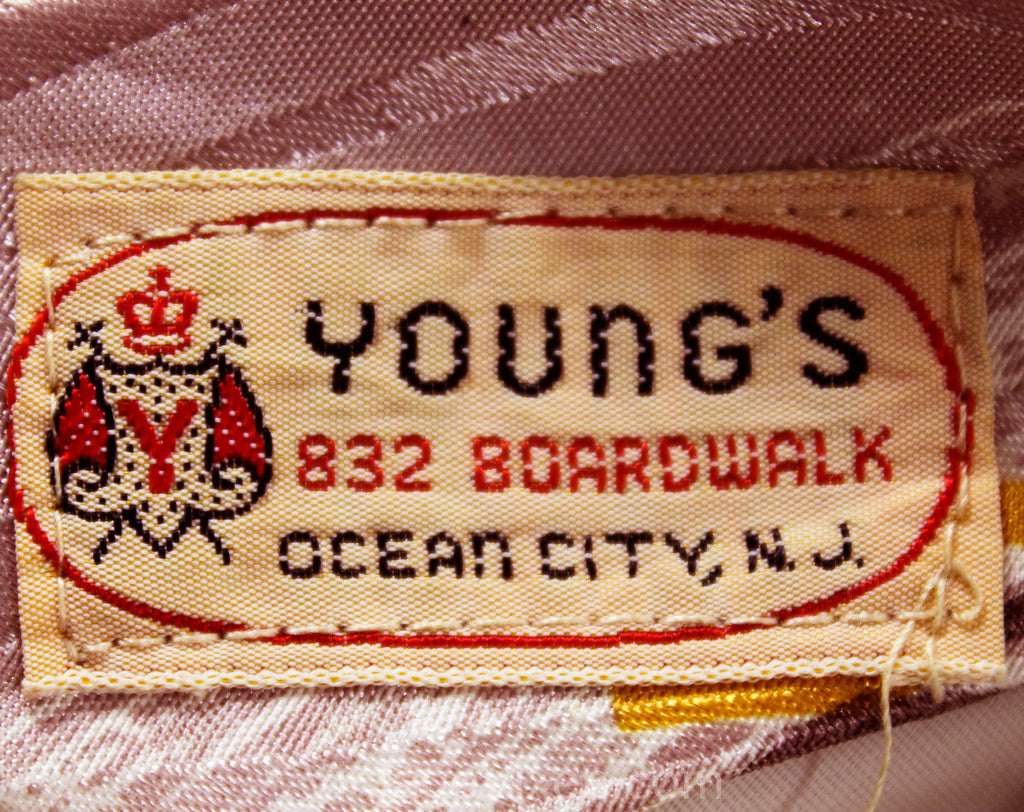 YOUNG'S
Y
832 BOARDWALK
OCEAN CITY, N.J.